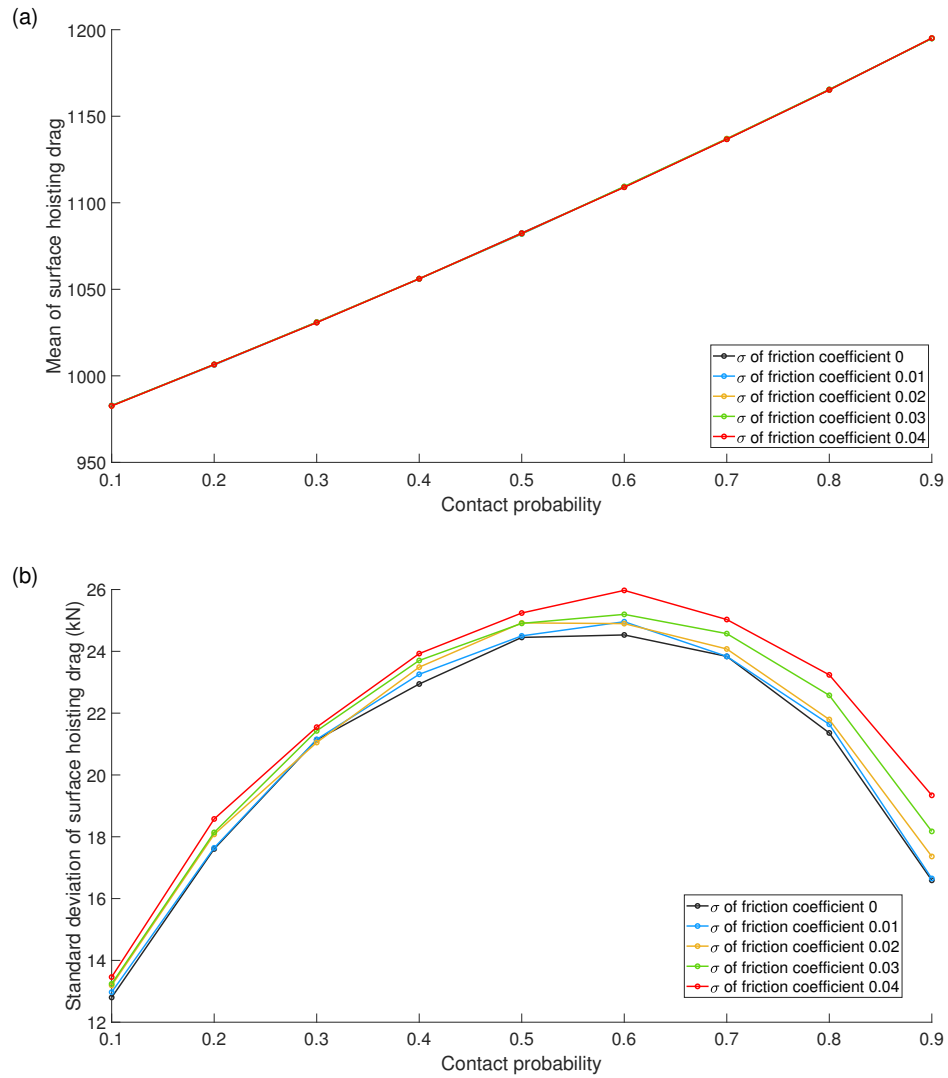 (a)
1200
1150
1100
1050
1000
950
Mean of surface hoisting drag
σ of friction coefficient 0
σ of friction coefficient 0.01
σ of friction coefficient 0.02
σ of friction coefficient 0.03
σ of friction coefficient 0.04
0.1 0.2 0.3 0.4 0.5 0.6 0.7 0.8 0.9
Contact probability
(b)
26
24
22
20
18
16
14
12
Standard deviation of surface hoisting drag (kN)
σ of friction coefficient 0
σ of friction coefficient 0.01
σ of friction coefficient 0.02
σ of friction coefficient 0.03
σ of friction coefficient 0.04
0.1 0.2 0.3 0.4 0.5 0.6 0.7 0.8 0.9
Contact probability